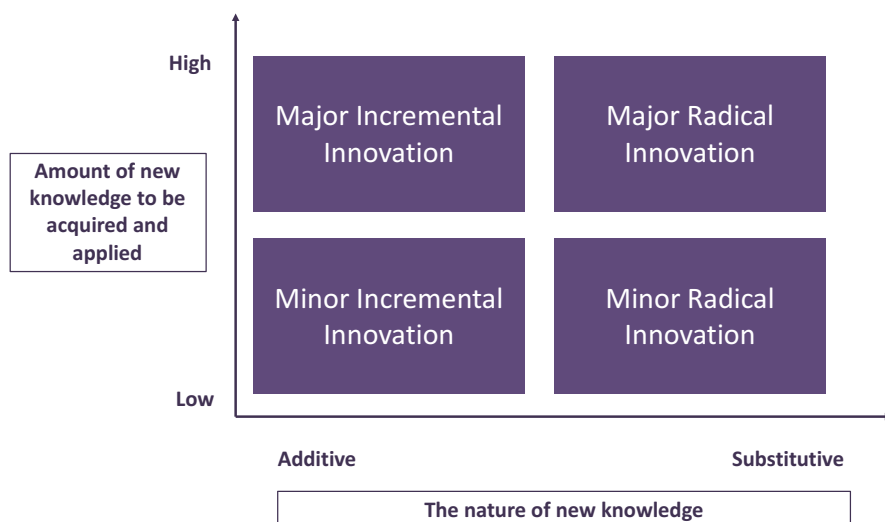 High
Major Incremental
Innovation
Major Radical
Innovation
Amount of new
knowledge to be
acquired and
applied
Minor Incremental
Innovation
Minor Radical
Innovation
Low
Additive
Substitutive
The nature of new knowledge